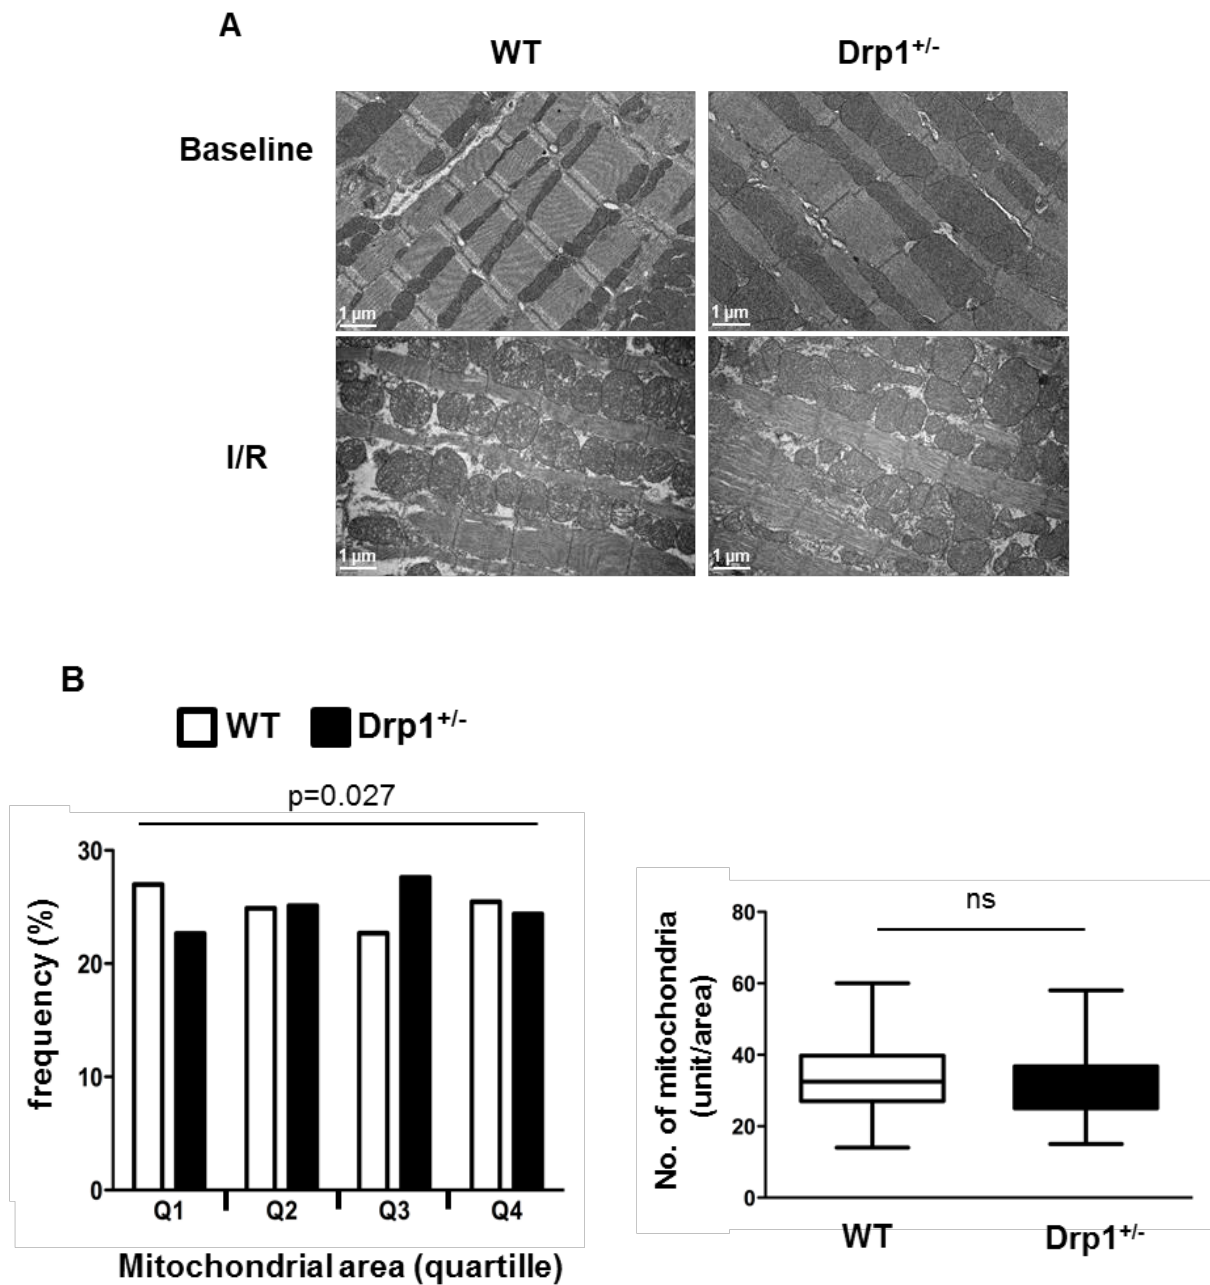 A
WT Drp1+/-
Baseline
1 µm 1 µm
I/R
1 µm 1 µm
B
WT Drp1+/-
p=0.027
30
20
10
0
frequency (%)
Q1 Q2 Q3 Q4
Mitochondrial area (quartille)
ns
80
60
40
20
0
No. of mitochondria
(unit/area)
WT Drp1+/-